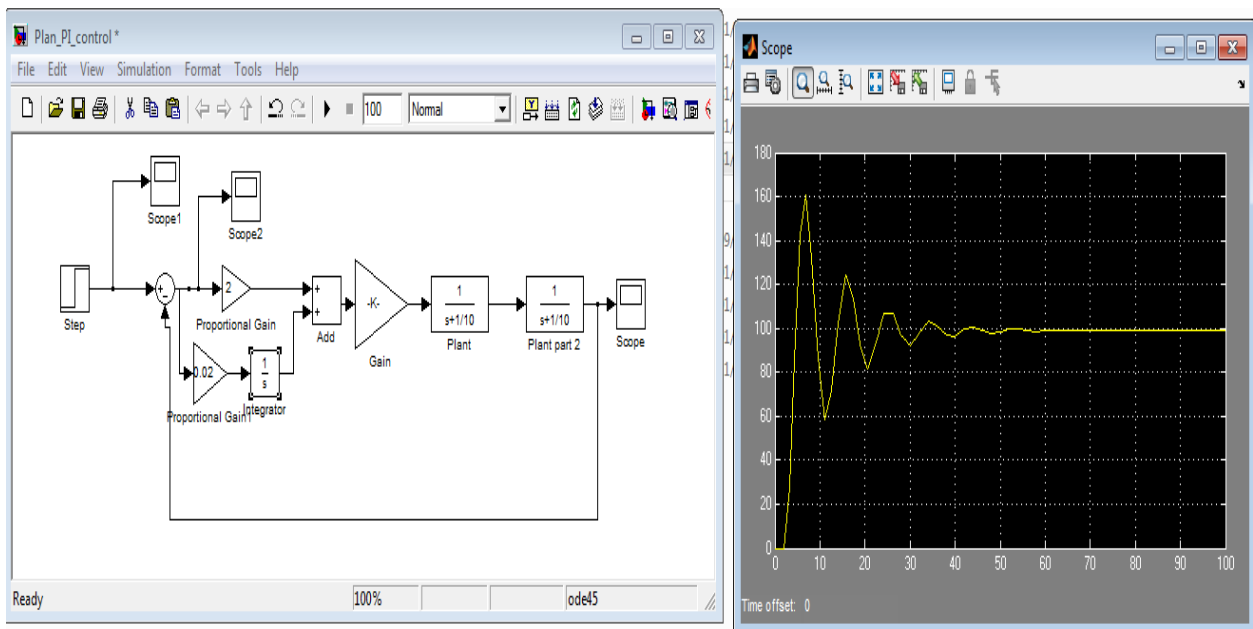 Plan_PI_control *
File Edit View Simulation Format Tools Help
100 Normal
Scope1
Scope2
Step
+
-
2
Proportional Gain
0.02
Proportional Gain1
1
s
Integrator
+
+
Add
-K-
Gain
1
s+1/10
Plant
1
s+1/10
Plant part 2
Scope
Ready 100% ode45
Scope
180
160
140
120
100
80
60
40
20
0
0 10 20 30 40 50 60 70 80 90 100
Time offset: 0